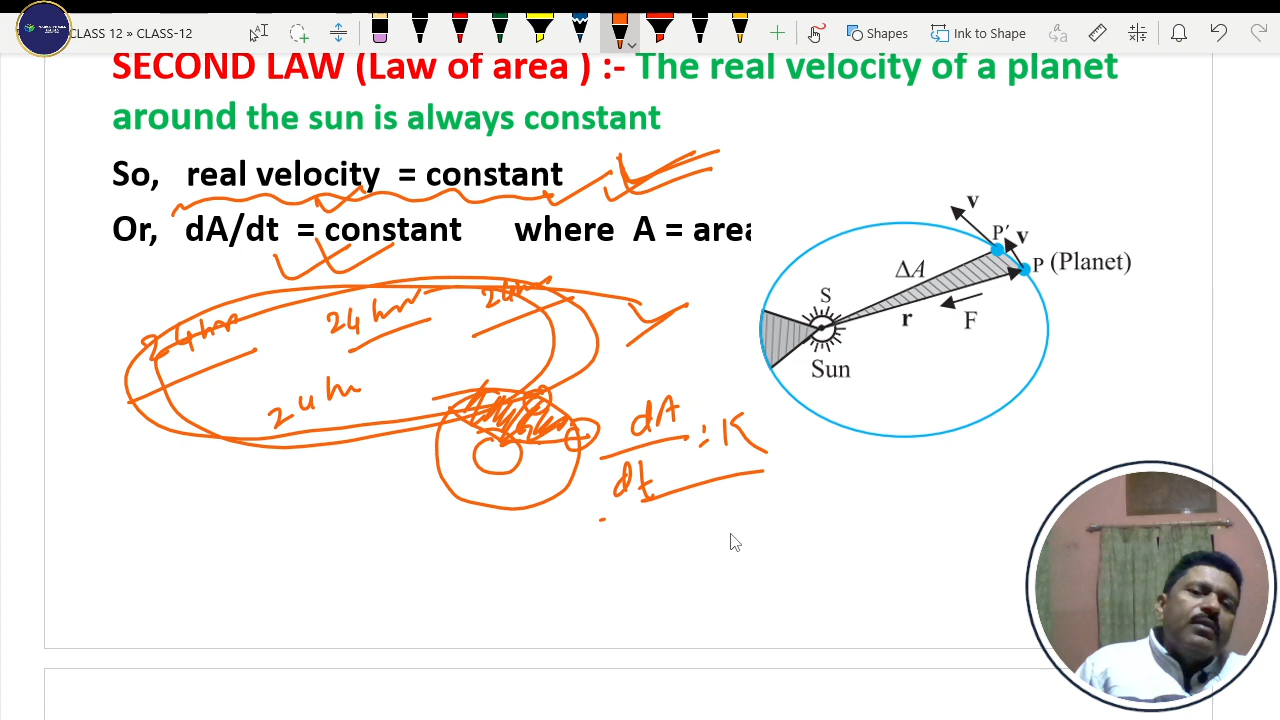 CLASS 12 » CLASS-12
Shapes
Ink to Shape
SECOND LAW (Law of area ) :- The real velocity of a planet
around the sun is always constant
So, real velocity = constant
Or, dA/dt = constant where A = area
24 hr
24 hr
24 hr
24 hr
dA/dt = K
v
P′
v
P (Planet)
ΔA
S
F
r
Sun